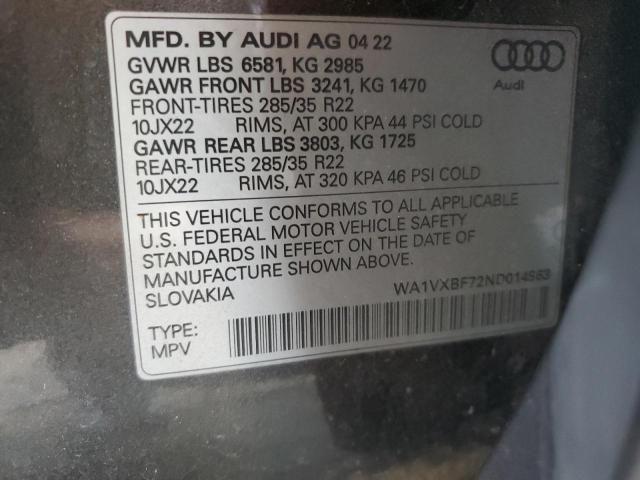 MFD. BY AUDI AG 04 22
GVWR LBS 6581, KG 2985
GAWR FRONT LBS 3241, KG 1470
FRONT-TIRES 285/35 R22
10JX22 RIMS, AT 300 KPA 44 PSI COLD
GAWR REAR LBS 3803, KG 1725
REAR-TIRES 285/35 R22
10JX22 RIMS, AT 320 KPA 46 PSI COLD
Audi
THIS VEHICLE CONFORMS TO ALL APPLICABLE
U.S. FEDERAL MOTOR VEHICLE SAFETY
STANDARDS IN EFFECT ON THE DATE OF
MANUFACTURE SHOWN ABOVE.
SLOVAKIA
WA1VXBF72ND014963
TYPE:
MPV